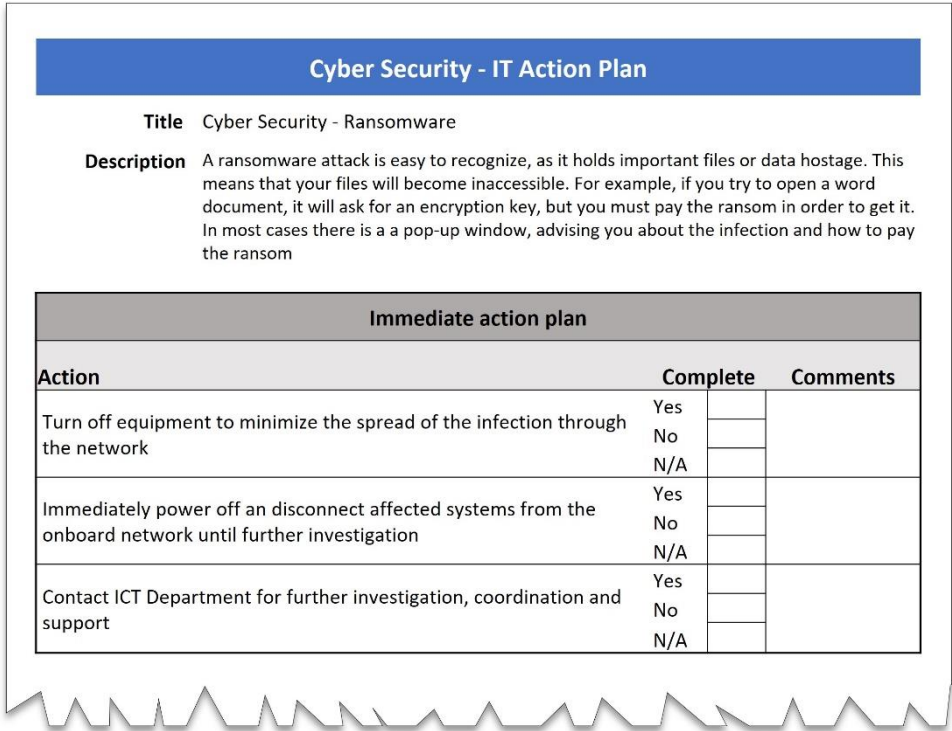 Cyber Security - IT Action Plan
Title Cyber Security - Ransomware
Description A ransomware attack is easy to recognize, as it holds important files or data hostage. This
means that your files will become inaccessible. For example, if you try to open a word
document, it will ask for an encryption key, but you must pay the ransom in order to get it.
In most cases there is a a pop-up window, advising you about the infection and how to pay
the ransom
Immediate action plan
Action Complete Comments
Turn off equipment to minimize the spread of the infection through
the network
Yes
No
N/A
Immediately power off an disconnect affected systems from the
onboard network until further investigation
Yes
No
N/A
Contact ICT Department for further investigation, coordination and
support
Yes
No
N/A